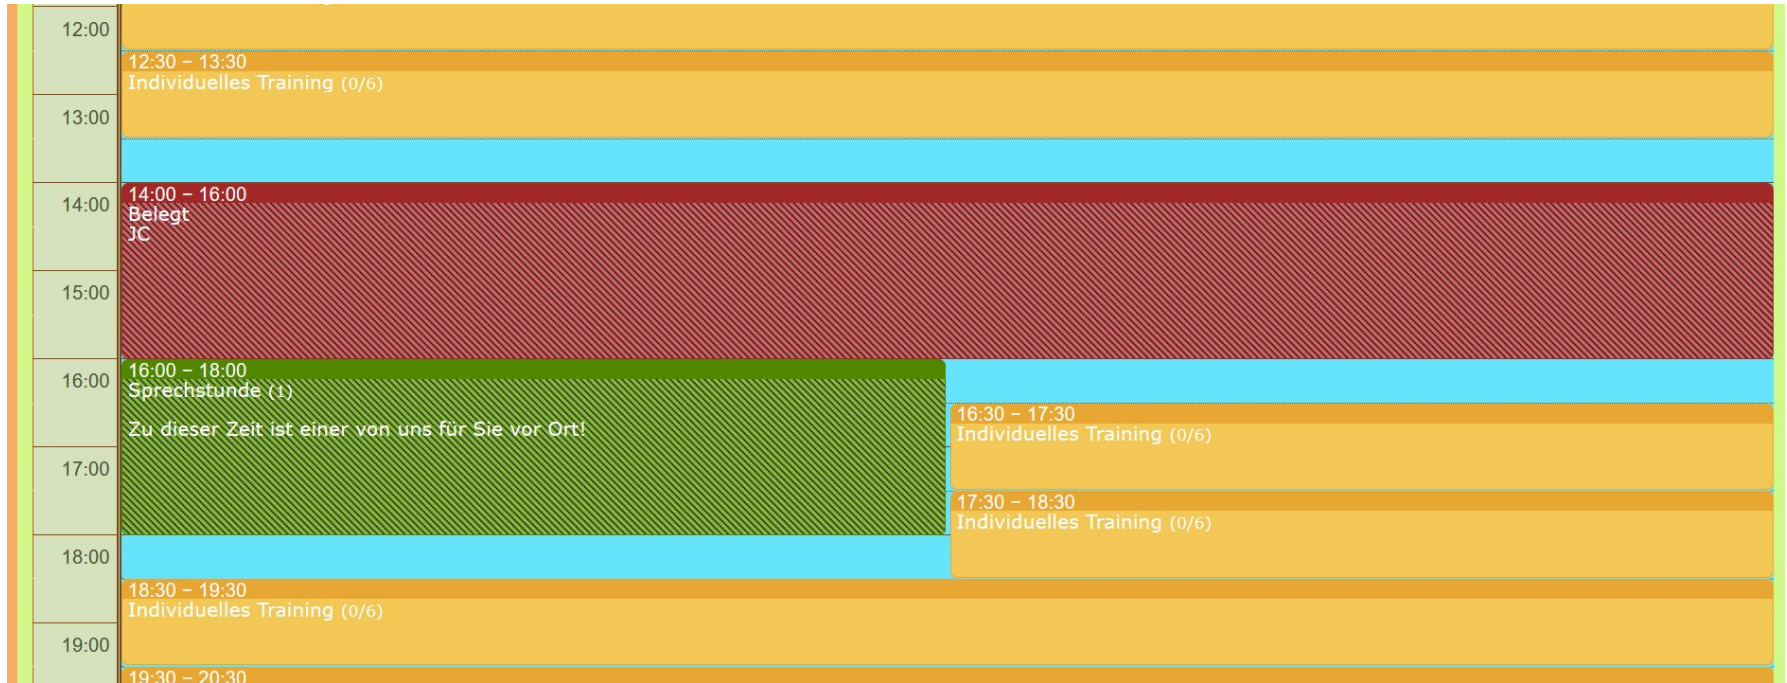 12:00
12:30 – 13:30
Individuelles Training (0/6)
13:00
14:00
14:00 – 16:00
Belegt
JC
15:00
16:00
16:00 – 18:00
Sprechstunde (1)
Zu dieser Zeit ist einer von uns für Sie vor Ort!
16:30 – 17:30
Individuelles Training (0/6)
17:00
17:30 – 18:30
Individuelles Training (0/6)
18:00
18:30 – 19:30
Individuelles Training (0/6)
19:00
19:30 – 20:30